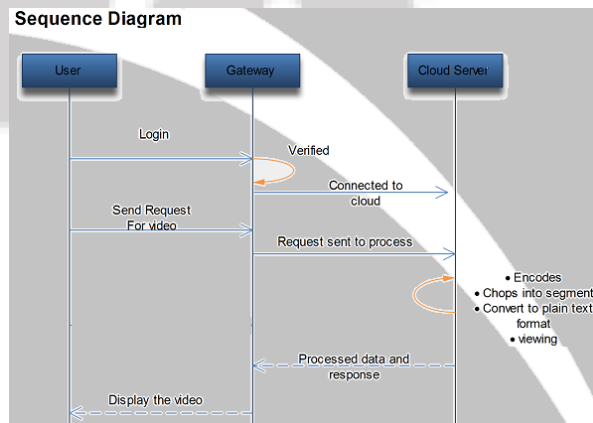 Sequence Diagram
User
Gateway
Cloud Server
Login
Verified
Connected to
cloud
Send Request
For video
Request sent to process
• Encodes
• Chops into segment
• Convert to plain text
format
• viewing
Processed data and
response
Display the video